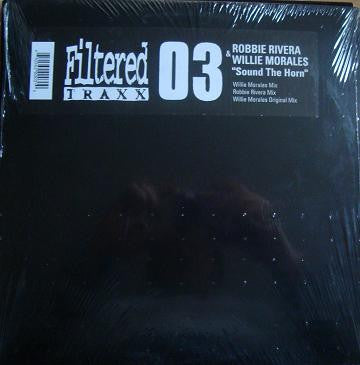 Filtered
TRAXX
03
ROBBIE RIVERA
& WILLIE MORALES
"Sound The Horn"
Willie Morales Mix
Robbie Rivera Mix
Willie Morales Original Mix